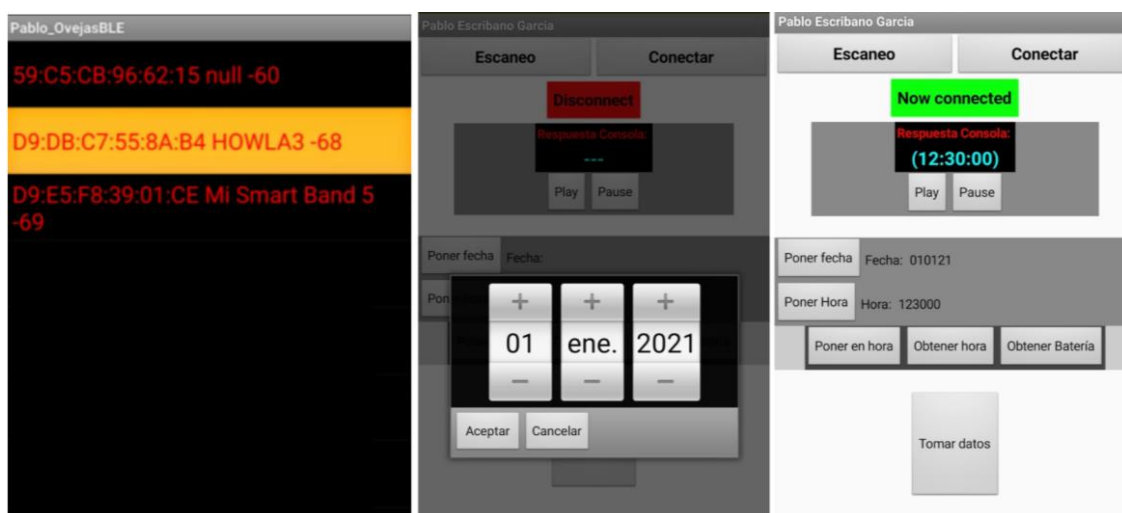 Pablo_OvejasBLE
59:C5:CB:96:62:15 null -60
D9:DB:C7:55:8A:B4 HOWLA3 -68
D9:E5:F8:39:01:CE Mi Smart Band 5
-69
Pablo Escribano Garcia
Escaneo Conectar
Disconnect
Respuesta Consola:
---
Play Pause
Poner fecha Fecha:
+ + +
01 ene. 2021
− − −
Aceptar Cancelar
Pablo Escribano Garcia
Escaneo Conectar
Now connected
Respuesta Consola:
(12:30:00)
Play Pause
Poner fecha Fecha: 010121
Poner Hora Hora: 123000
Poner en hora Obtener hora Obtener Batería
Tomar datos